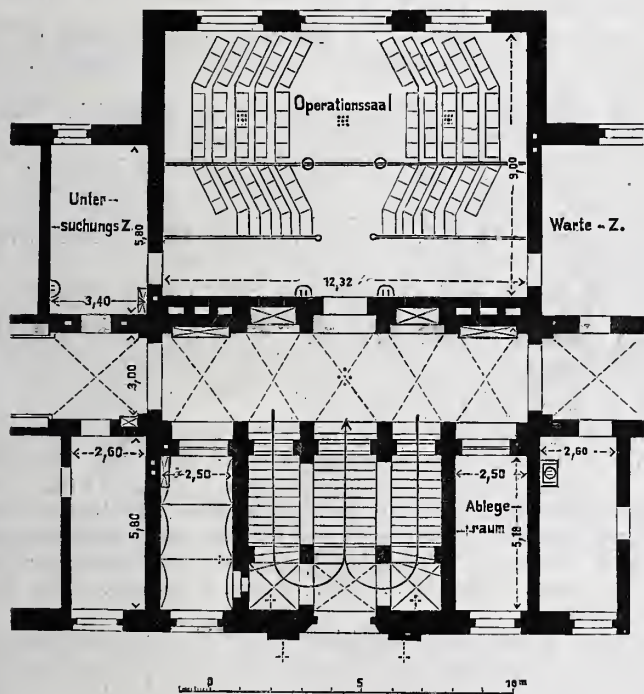 Operationssaal
9,00
Unter-
suchungs Z.
5,80
3,40
12,32
Warte-Z.
3,00
2,60
5,80
2,50
2,50
Ablege-
raum
5,18
2,60
0 5 10 m